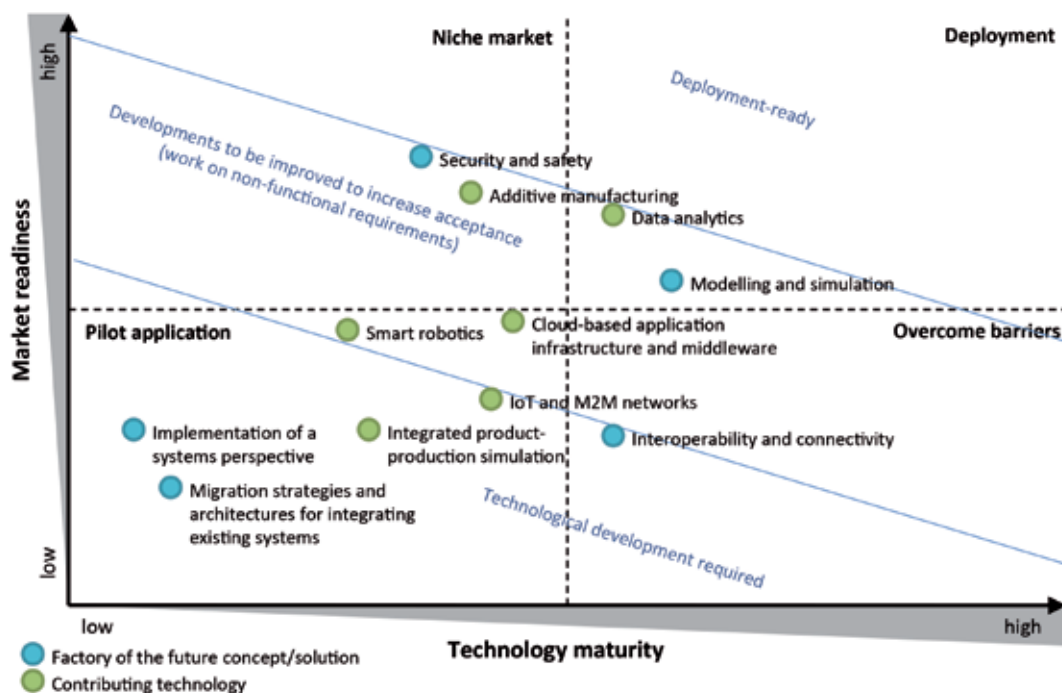 Niche market
Deployment
high
Deployment-ready
Developments to be improved to increase acceptance
(work on non-functional requirements)
Security and safety
Additive manufacturing
Data analytics
Modelling and simulation
Market readiness
Pilot application
Smart robotics
Cloud-based application
infrastructure and middleware
Overcome barriers
IoT and M2M networks
Implementation of a
systems perspective
Integrated product-
production simulation
Interoperability and connectivity
Migration strategies and
architectures for integrating
existing systems
Technological development required
low
low
high
Technology maturity
Factory of the future concept/solution
Contributing technology